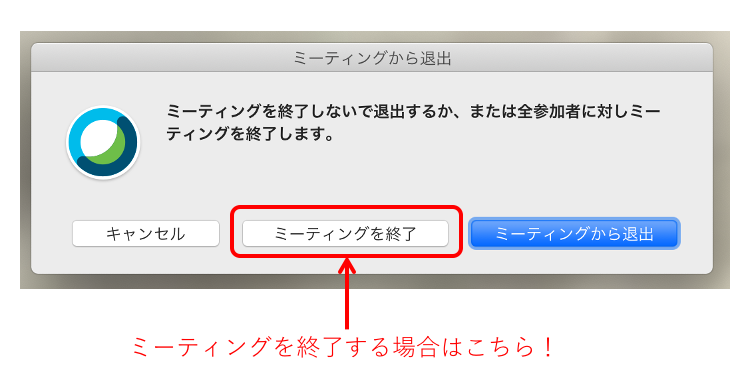 ミーティングから退出
ミーティングを終了しないで退出するか、または全参加者に対しミー
ティングを終了します。
キャンセル
ミーティングを終了
ミーティングから退出
ミーティングを終了する場合はこちら！